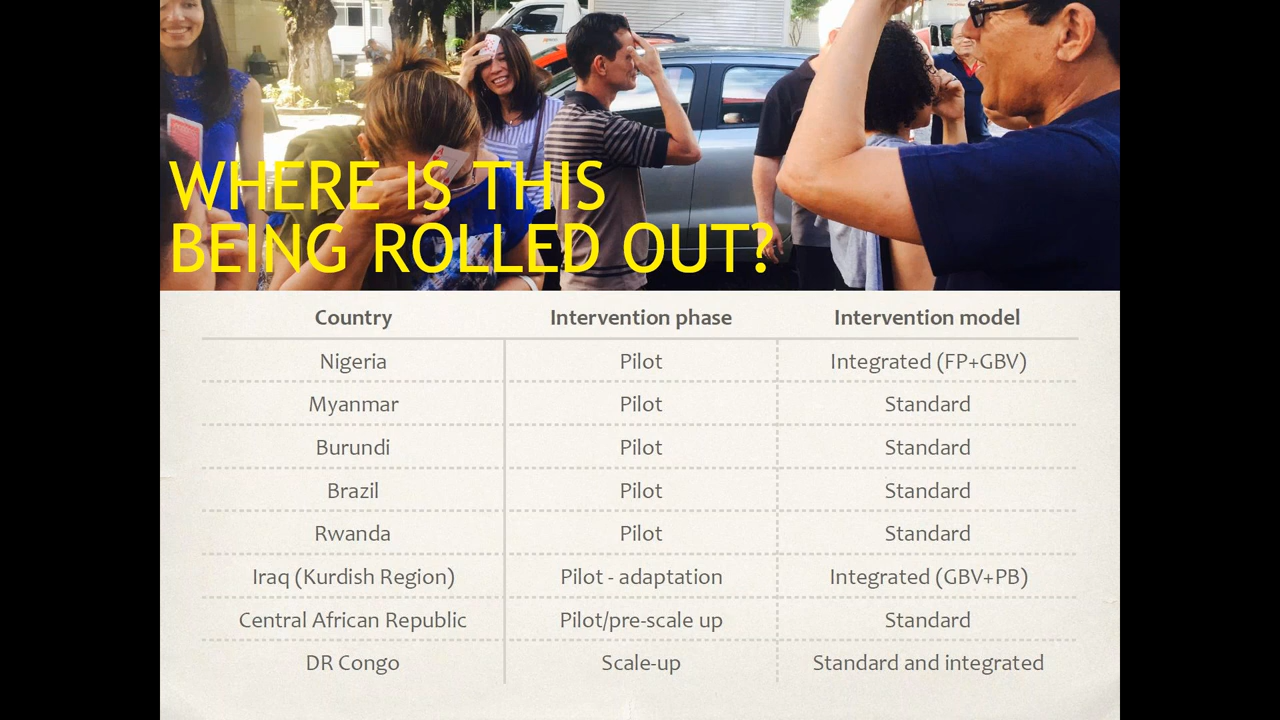 WHERE IS THIS
BEING ROLLED OUT?
Country Intervention phase Intervention model
Nigeria Pilot Integrated (FP+GBV)
Myanmar Pilot Standard
Burundi Pilot Standard
Brazil Pilot Standard
Rwanda Pilot Standard
Iraq (Kurdish Region) Pilot - adaptation Integrated (GBV+PB)
Central African Republic Pilot/pre-scale up Standard
DR Congo Scale-up Standard and integrated